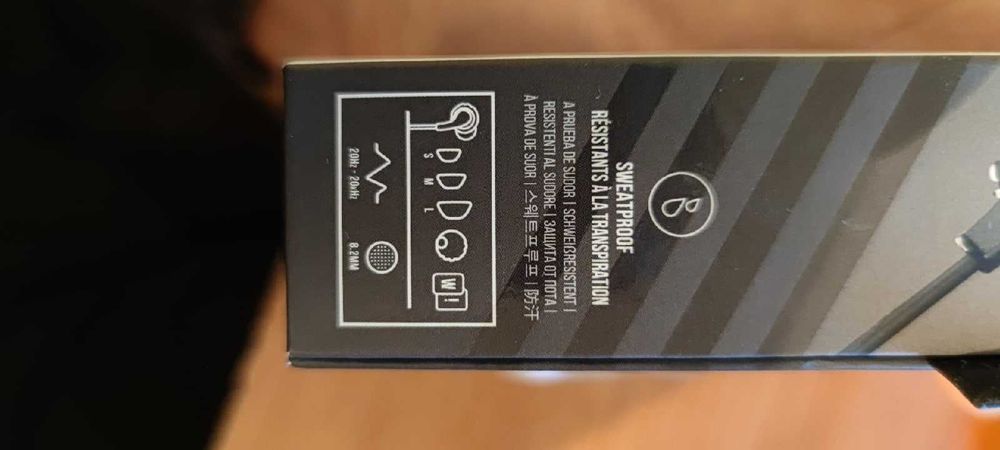 SWEATPROOF
RÉSISTANTS À LA TRANSPIRATION
A PRUEBA DE SUDOR | SCHWEIßRESISTENT |
RESISTENTI AL SUDORE | ЗАЩИТА ОТ ПОТА |
À PROVA DE SUOR | 스웨트프루프 | 防汗
S M L
W!
20Hz - 20kHz
8.2MM